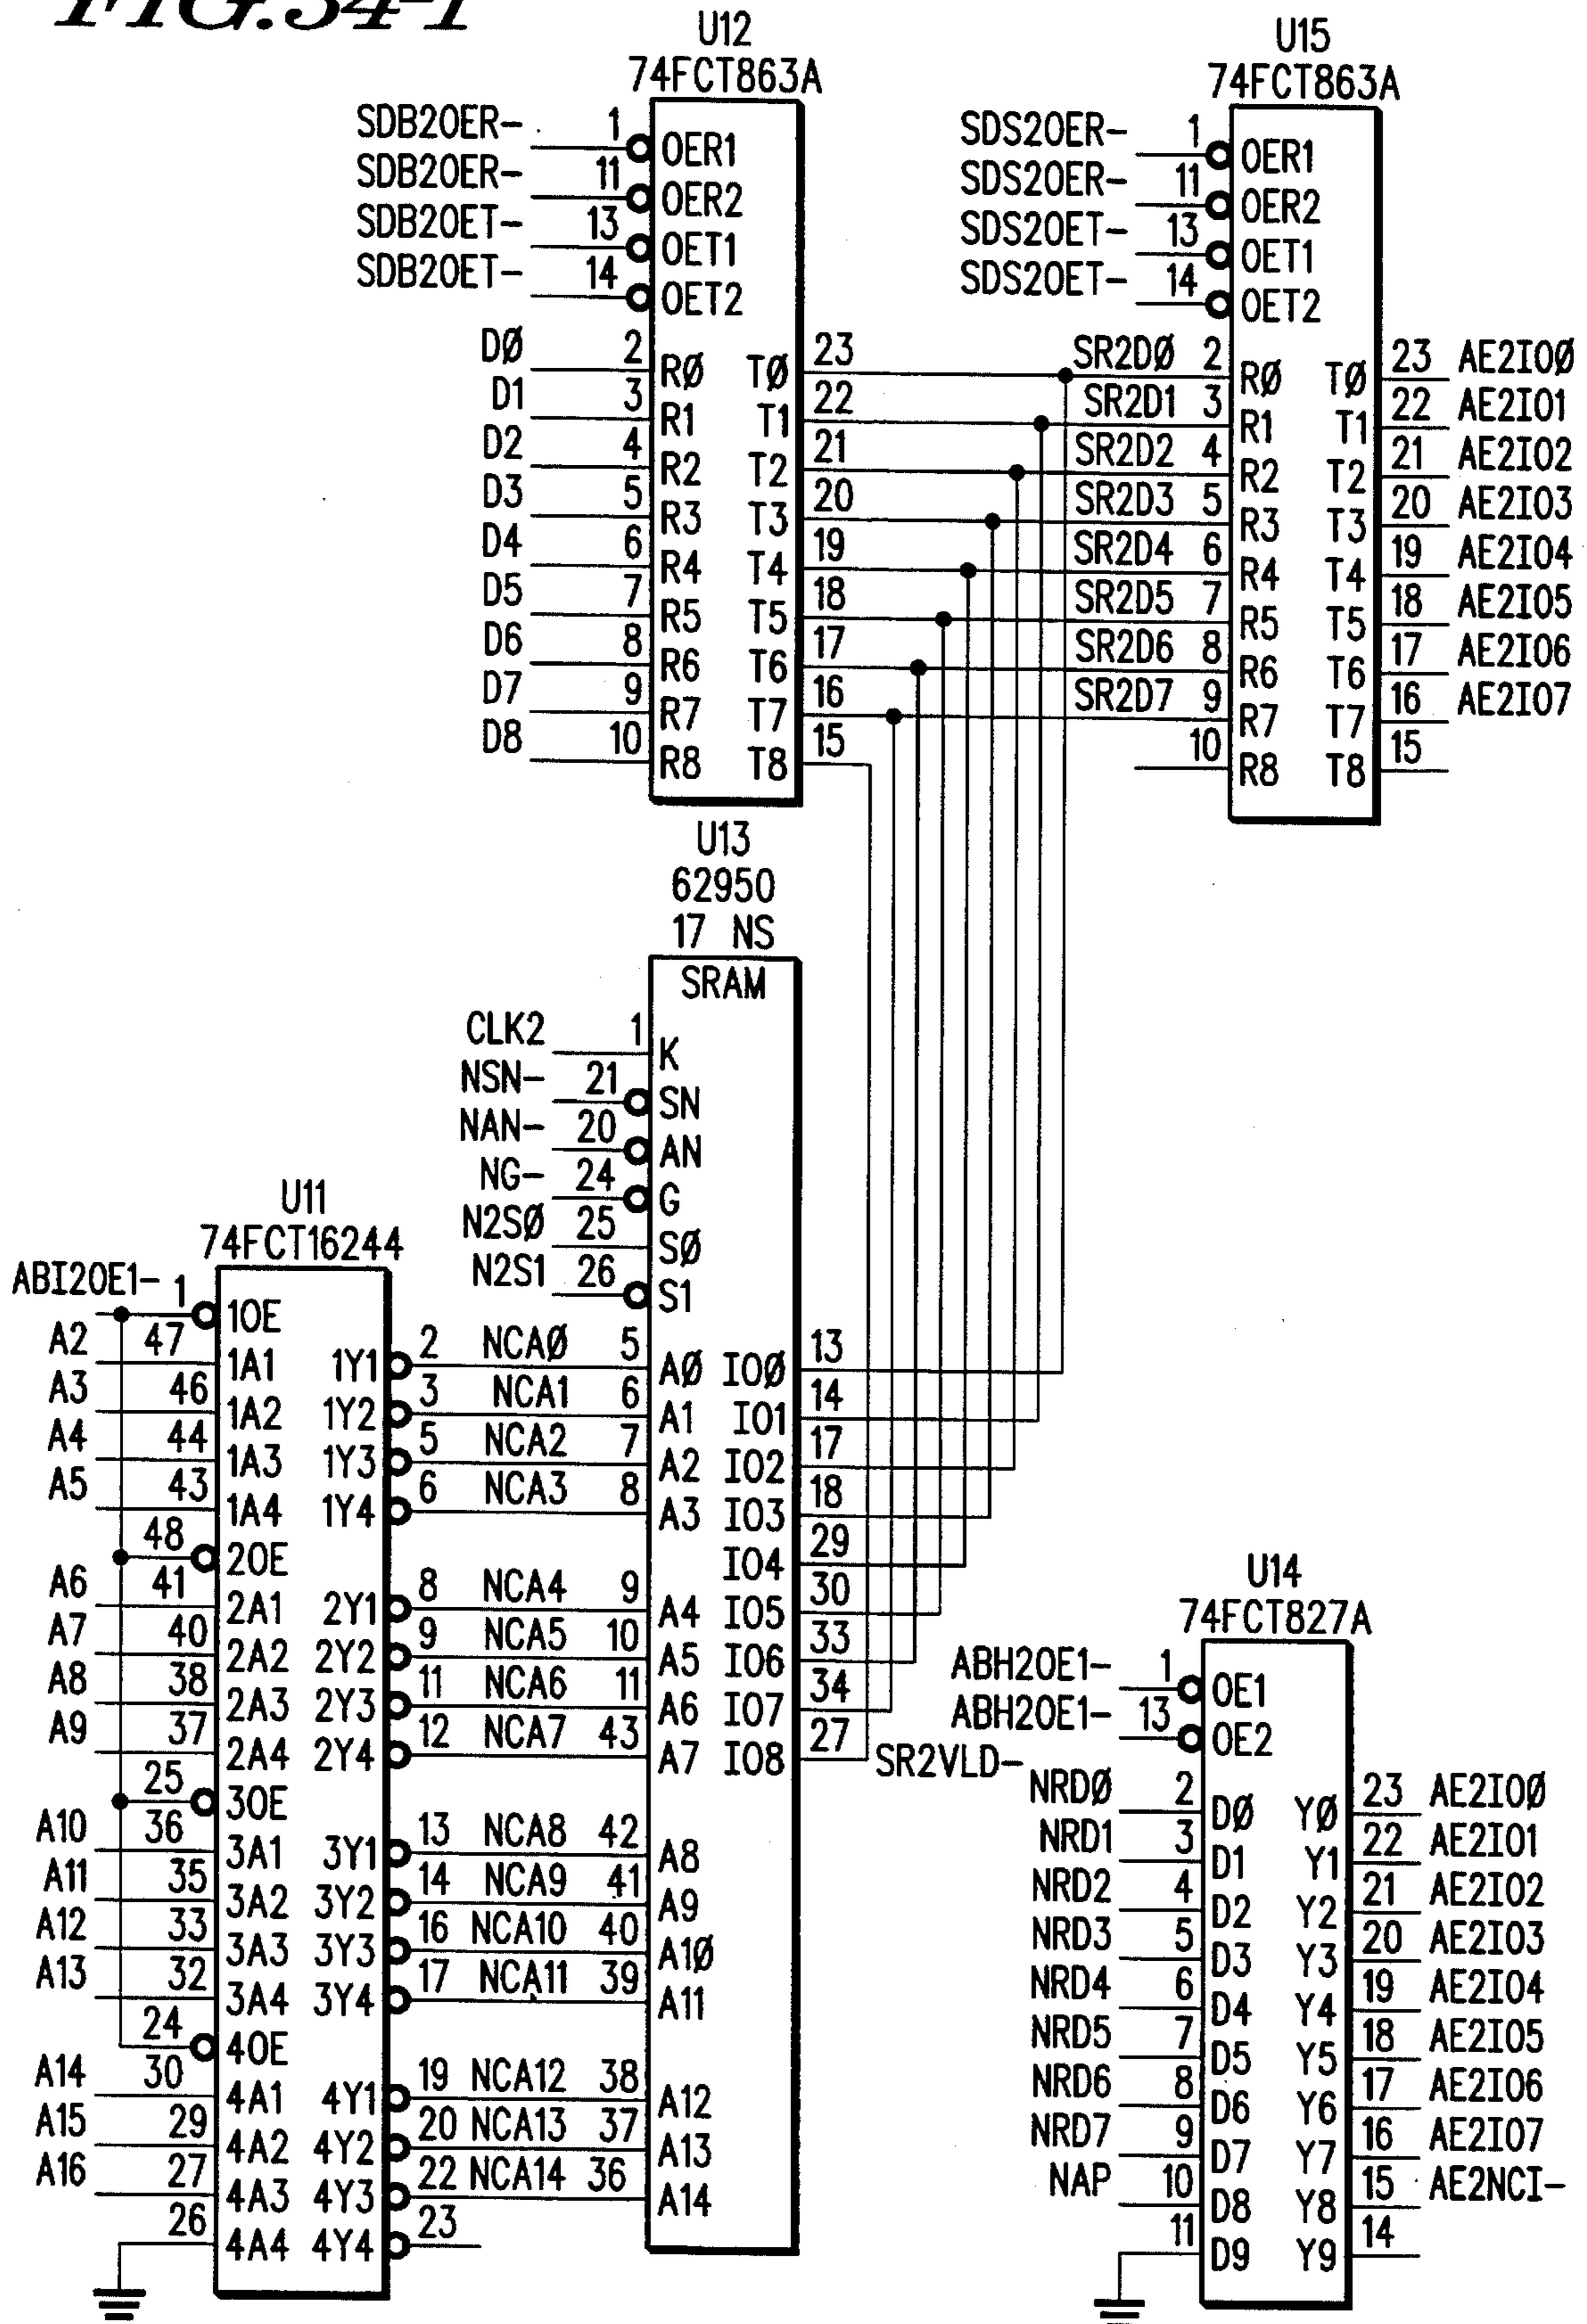 FIG.34-1
U12
74FCT863A
SDB2OER- 1 OER1
SDB2OER- 11 OER2
SDB2OET- 13 OET1
SDB2OET- 14 OET2
DØ 2 RØ TØ 23
D1 3 R1 T1 22
D2 4 R2 T2 21
D3 5 R3 T3 20
D4 6 R4 T4 19
D5 7 R5 T5 18
D6 8 R6 T6 17
D7 9 R7 T7 16
D8 10 R8 T8 15
U15
74FCT863A
SDS2OER- 1 OER1
SDS2OER- 11 OER2
SDS2OET- 13 OET1
SDS2OET- 14 OET2
SR2DØ 2 RØ TØ 23 AE2IOØ
SR2D1 3 R1 T1 22 AE2IO1
SR2D2 4 R2 T2 21 AE2IO2
SR2D3 5 R3 T3 20 AE2IO3
SR2D4 6 R4 T4 19 AE2IO4
SR2D5 7 R5 T5 18 AE2IO5
SR2D6 8 R6 T6 17 AE2IO6
SR2D7 9 R7 T7 16 AE2IO7
10 R8 T8 15
U13
62950
17 NS
SRAM
CLK2 1 K
NSN- 21 SN
NAN- 20 AN
NG- 24 G
N2SØ 25 SØ
N2S1 26 S1
NCAØ 5 AØ IOØ 13
NCA1 6 A1 IO1 14
NCA2 7 A2 IO2 17
NCA3 8 A3 IO3 18
IO4 29
NCA4 9 A4 IO5 30
NCA5 10 A5 IO6 33
NCA6 11 A6 IO7 34
NCA7 43 A7 IO8 27 SR2VLD-
NCA8 42 A8
NCA9 41 A9
NCA10 40 A1Ø
NCA11 39 A11
NCA12 38 A12
NCA13 37 A13
NCA14 36 A14
U11
74FCT16244
ABI2OE1- 1 1OE
A2 47 1A1 1Y1 2
A3 46 1A2 1Y2 3
A4 44 1A3 1Y3 5
A5 43 1A4 1Y4 6
48 2OE
A6 41 2A1 2Y1 8
A7 40 2A2 2Y2 9
A8 38 2A3 2Y3 11
A9 37 2A4 2Y4 12
25 3OE
A10 36 3A1 3Y1 13
A11 35 3A2 3Y2 14
A12 33 3A3 3Y3 16
A13 32 3A4 3Y4 17
24 4OE
A14 30 4A1 4Y1 19
A15 29 4A2 4Y2 20
A16 27 4A3 4Y3 22
26 4A4 4Y4 23
U14
74FCT827A
ABH2OE1- 1 OE1
ABH2OE1- 13 OE2
NRDØ 2 DØ YØ 23 AE2IOØ
NRD1 3 D1 Y1 22 AE2IO1
NRD2 4 D2 Y2 21 AE2IO2
NRD3 5 D3 Y3 20 AE2IO3
NRD4 6 D4 Y4 19 AE2IO4
NRD5 7 D5 Y5 18 AE2IO5
NRD6 8 D6 Y6 17 AE2IO6
NRD7 9 D7 Y7 16 AE2IO7
NAP 10 D8 Y8 15 AE2NCI-
11 D9 Y9 14